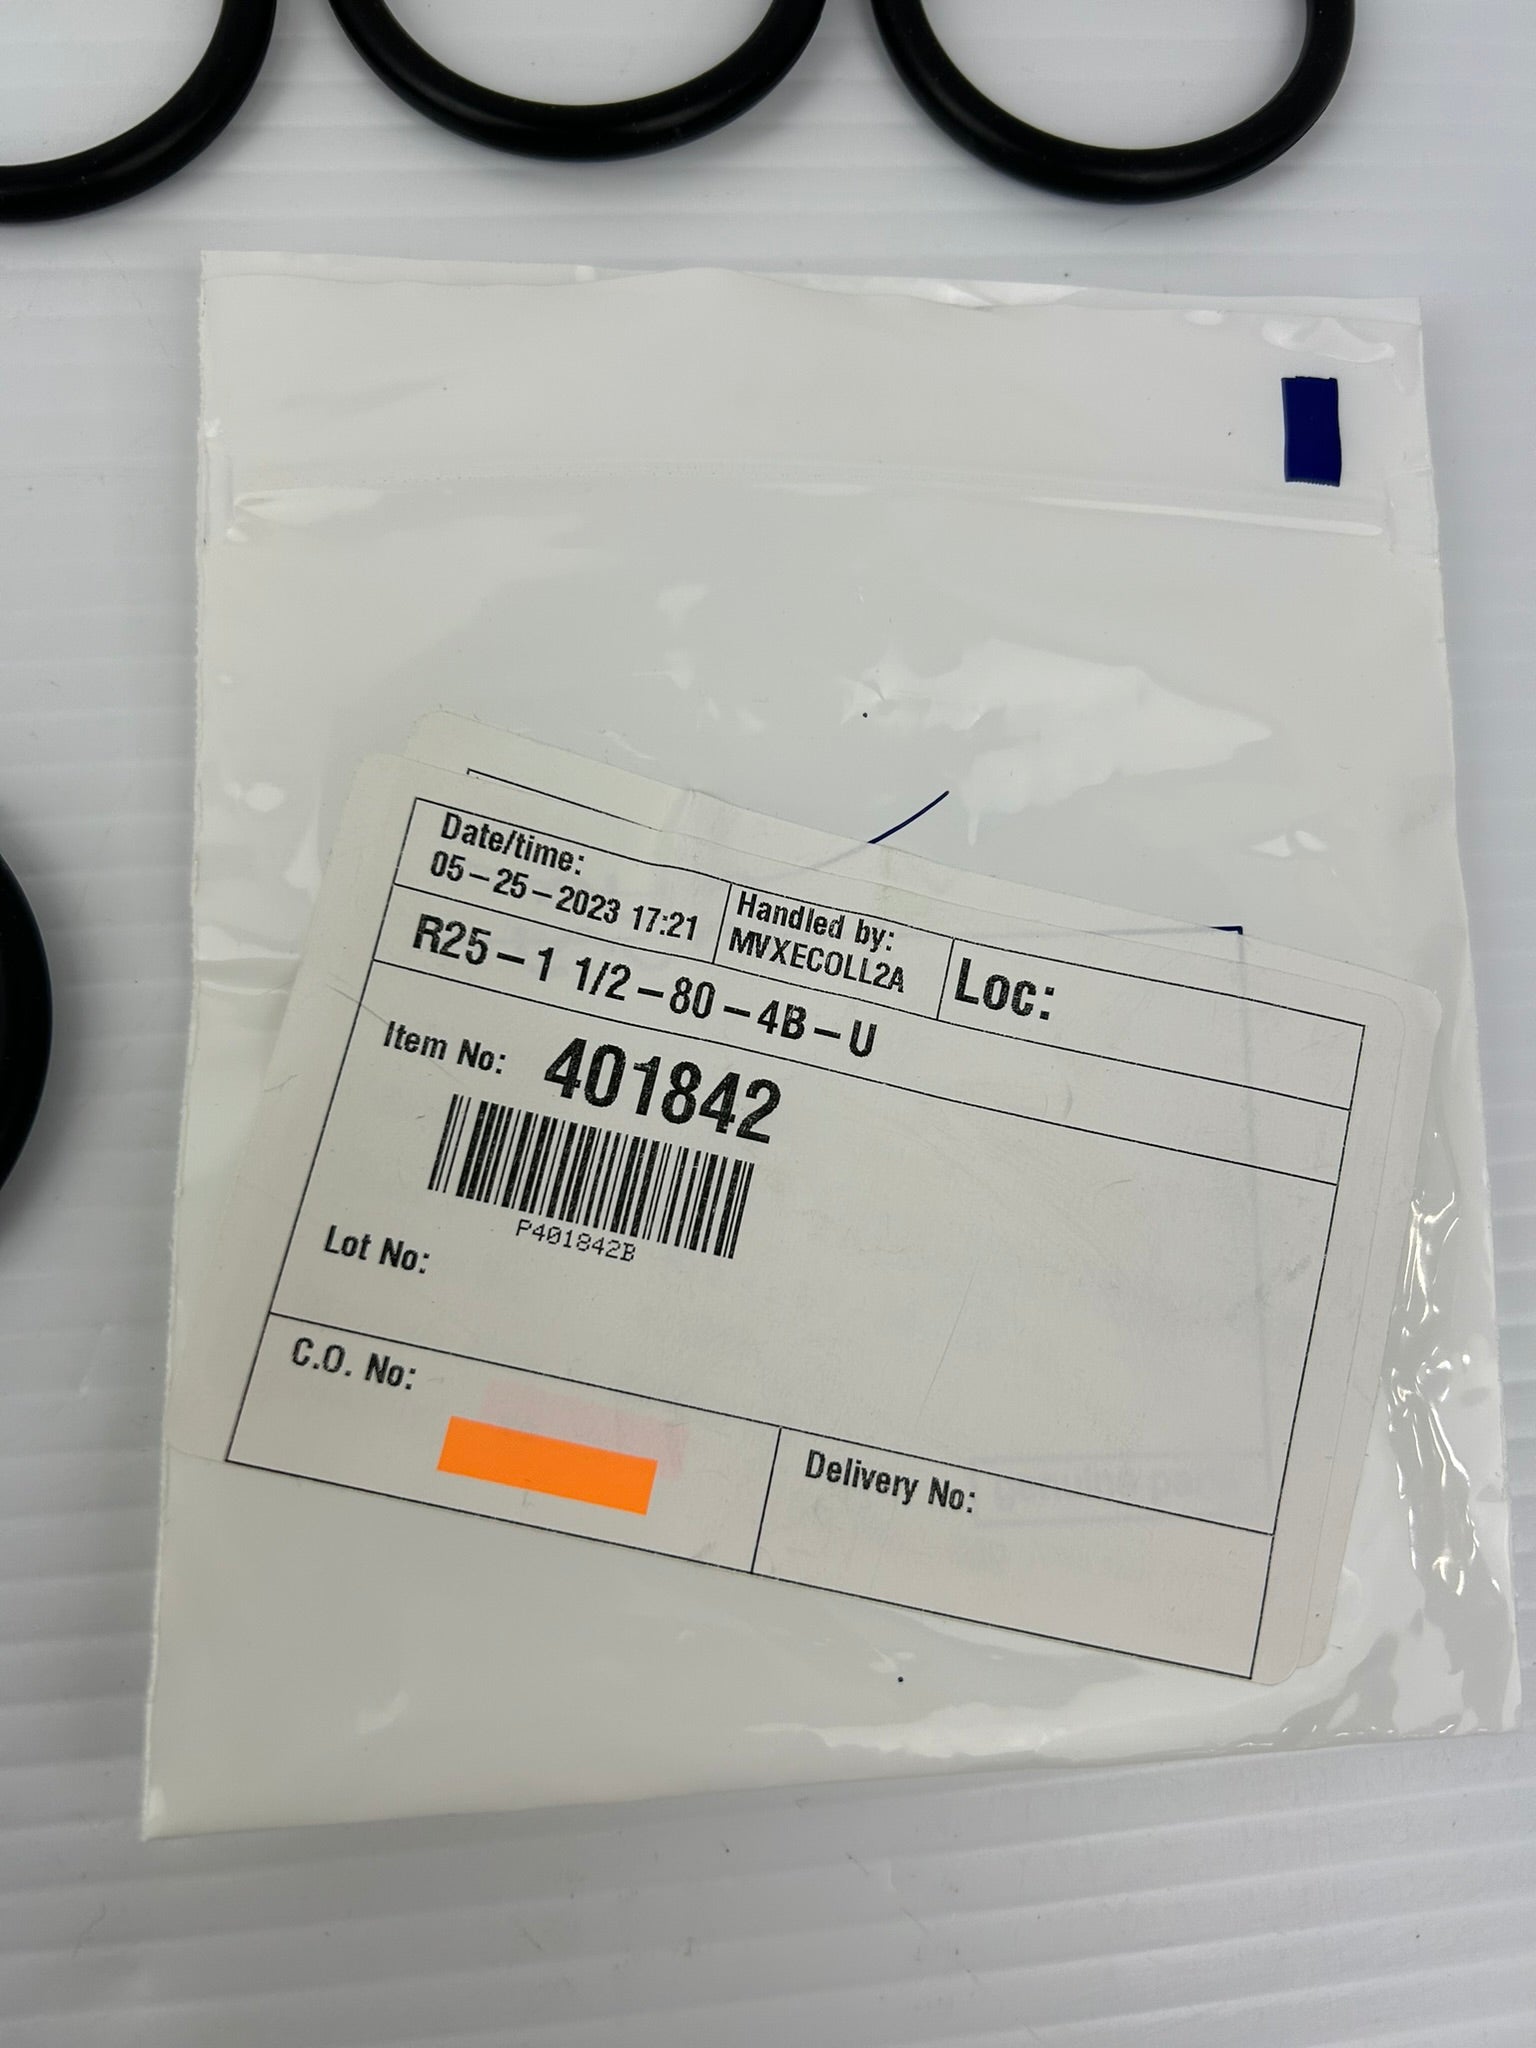 Date/time:
05-25-2023 17:21
Handled by:
MVXECOLL2A
Loc:
R25-1 1/2-80-4B-U
Item No: 401842
P401842B
Lot No:
C.O. No:
Delivery No: